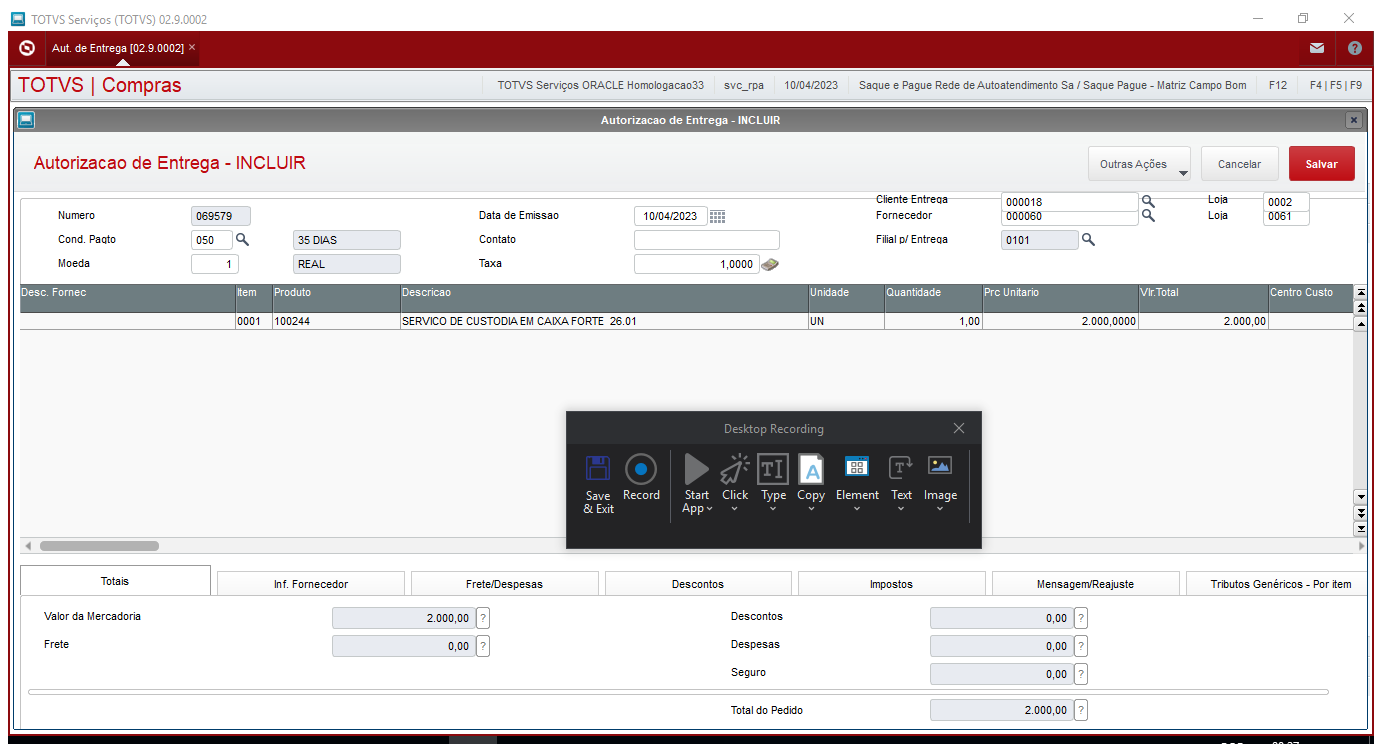 TOTVS Serviços (TOTVS) 02.9.0002
Aut. de Entrega [02.9.0002] ×
TOTVS | Compras
TOTVS Serviços ORACLE Homologacao33
svc_rpa
10/04/2023
Saque e Pague Rede de Autoatendimento Sa / Saque Pague - Matriz Campo Bom
F12
F4 | F5 | F9
Autorizacao de Entrega - INCLUIR
Autorizacao de Entrega - INCLUIR
Outras Ações
Cancelar
Salvar
Cliente Entrega 000018 Loja 0002
Numero 069579 Data de Emissao 10/04/2023 Fornecedor 000060 Loja 0061
Cond. Pagto 050 35 DIAS Contato Filial p/ Entrega 0101
Moeda 1 REAL Taxa 1,0000
Desc. Fornec Item Produto Descricao Unidade Quantidade Prc Unitario Vlr.Total Centro Custo
0001 100244 SERVICO DE CUSTODIA EM CAIXA FORTE 26.01 UN 1,00 2.000,0000 2.000,00
Desktop Recording
Save & Exit
Record
Start App
Click
Type
Copy
Element
Text
Image
Totais
Inf. Fornecedor
Frete/Despesas
Descontos
Impostos
Mensagem/Reajuste
Tributos Genéricos - Por item
Valor da Mercadoria 2.000,00 ? Descontos 0,00 ?
Frete 0,00 ? Despesas 0,00 ?
Seguro 0,00 ?
Total do Pedido 2.000,00 ?